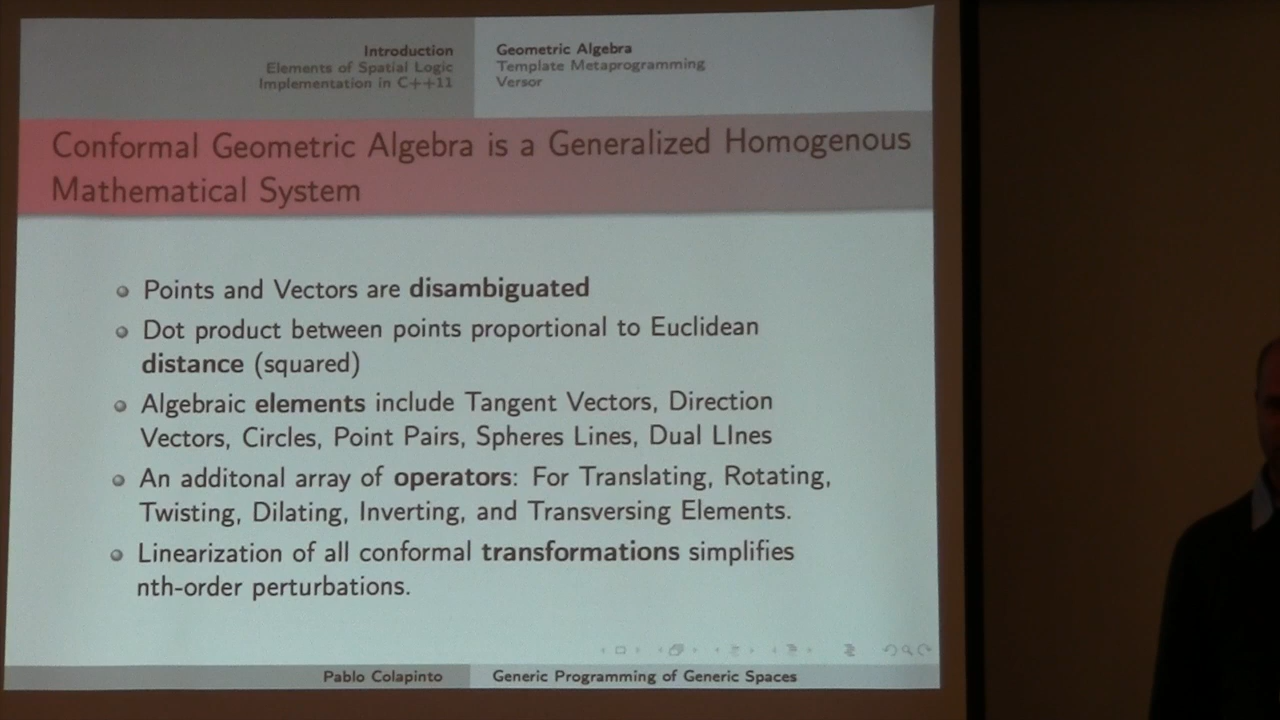 Introduction
Elements of Spatial Logic
Implementation in C++11
Geometric Algebra
Template Metaprogramming
Versor
Conformal Geometric Algebra is a Generalized Homogenous
Mathematical System
Points and Vectors are disambiguated
Dot product between points proportional to Euclidean
distance (squared)
Algebraic elements include Tangent Vectors, Direction
Vectors, Circles, Point Pairs, Spheres Lines, Dual LInes
An additonal array of operators: For Translating, Rotating,
Twisting, Dilating, Inverting, and Transversing Elements.
Linearization of all conformal transformations simplifies
nth-order perturbations.
Pablo Colapinto
Generic Programming of Generic Spaces